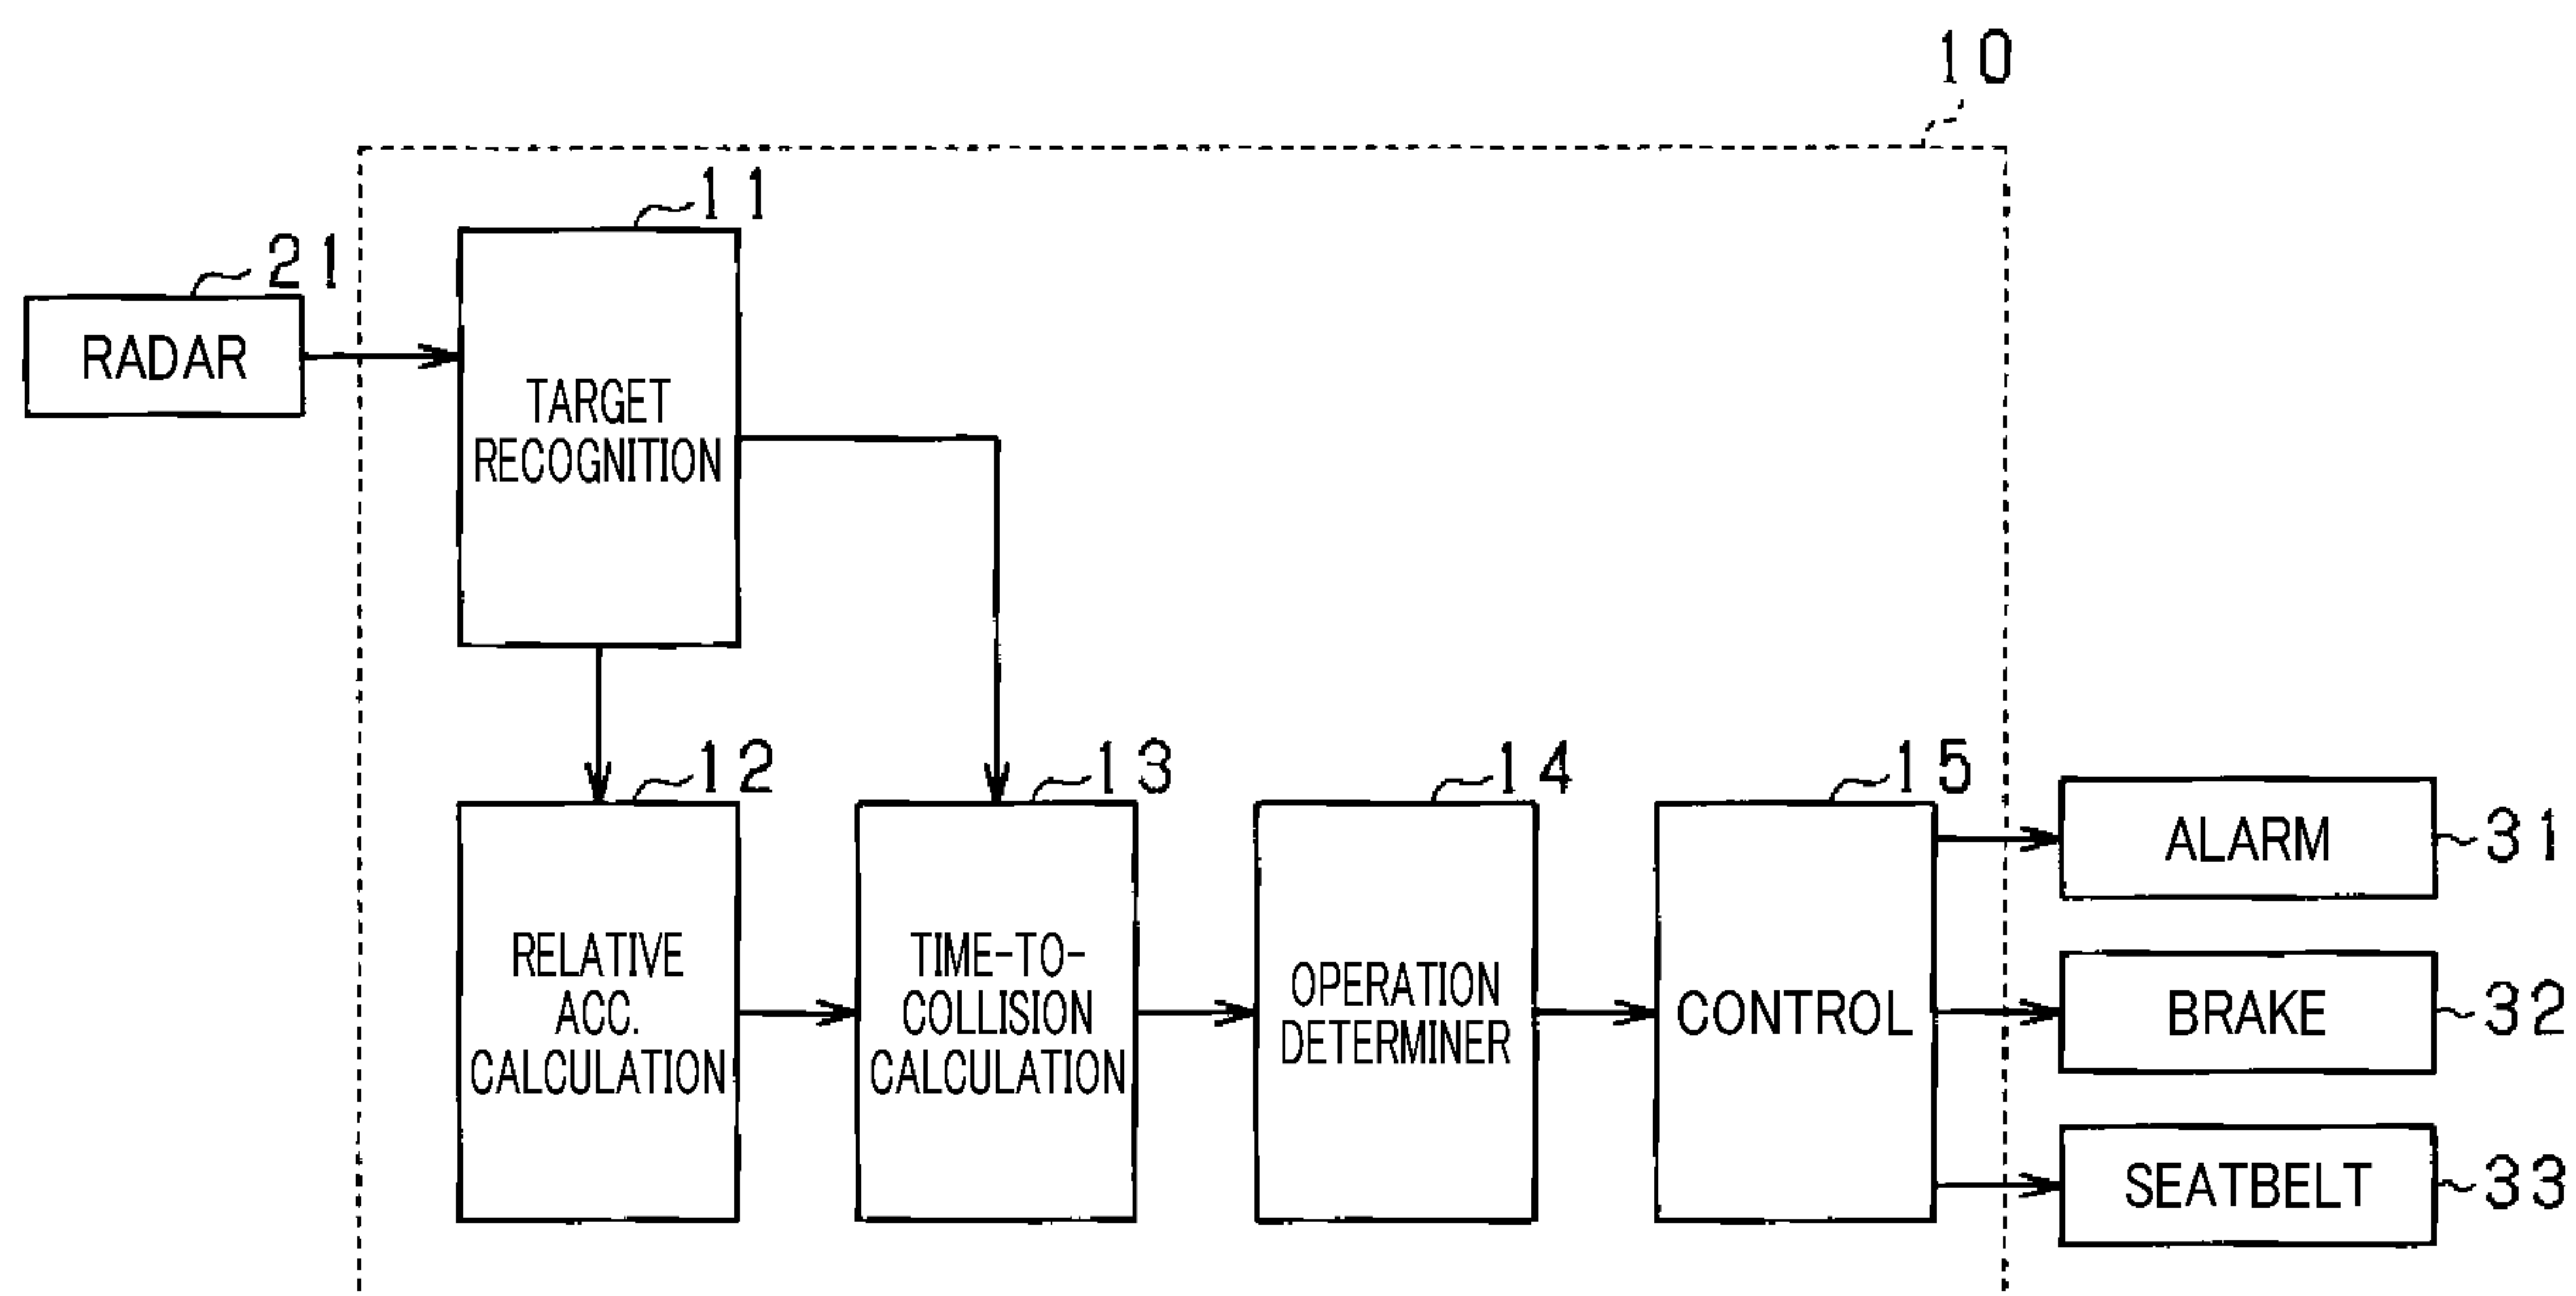 10
11
21
RADAR
TARGET
RECOGNITION
12
13
14
15
RELATIVE
ACC.
CALCULATION
TIME-TO-
COLLISION
CALCULATION
OPERATION
DETERMINER
CONTROL
ALARM
31
BRAKE
32
SEATBELT
33